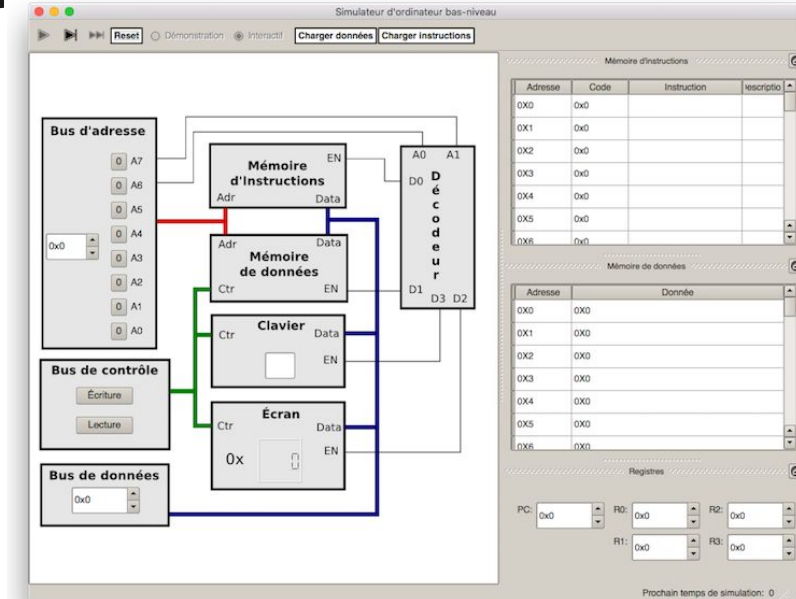 Simulateur d'ordinateur bas-niveau
Reset Démonstration Interactif Charger données Charger instructions
Bus d'adresse
0 A7
0 A6
0 A5
0 A4
0 A3
0 A2
0 A1
0 A0
0x0
Bus de contrôle
Écriture
Lecture
Bus de données
0x0
Mémoire d'Instructions
EN
Adr Data
Adr Data
Mémoire de données
Ctr EN
Clavier
Ctr Data
EN
Écran
Ctr Data
EN
0x 0
A0 A1
D0
Décodeur
D1
D3 D2
Mémoire d'instructions
Adresse Code Instruction escriptio
0X0 0x0
0X1 0x0
0X2 0x0
0X3 0x0
0X4 0x0
0X5 0x0
0X6 0x0
Mémoire de données
Adresse Donnée
0X0 0X0
0X1 0X0
0X2 0X0
0X3 0X0
0X4 0X0
0X5 0X0
0X6 0X0
Registres
PC: 0x0 R0: 0x0 R2: 0x0
R1: 0x0 R3: 0x0
Prochain temps de simulation: 0